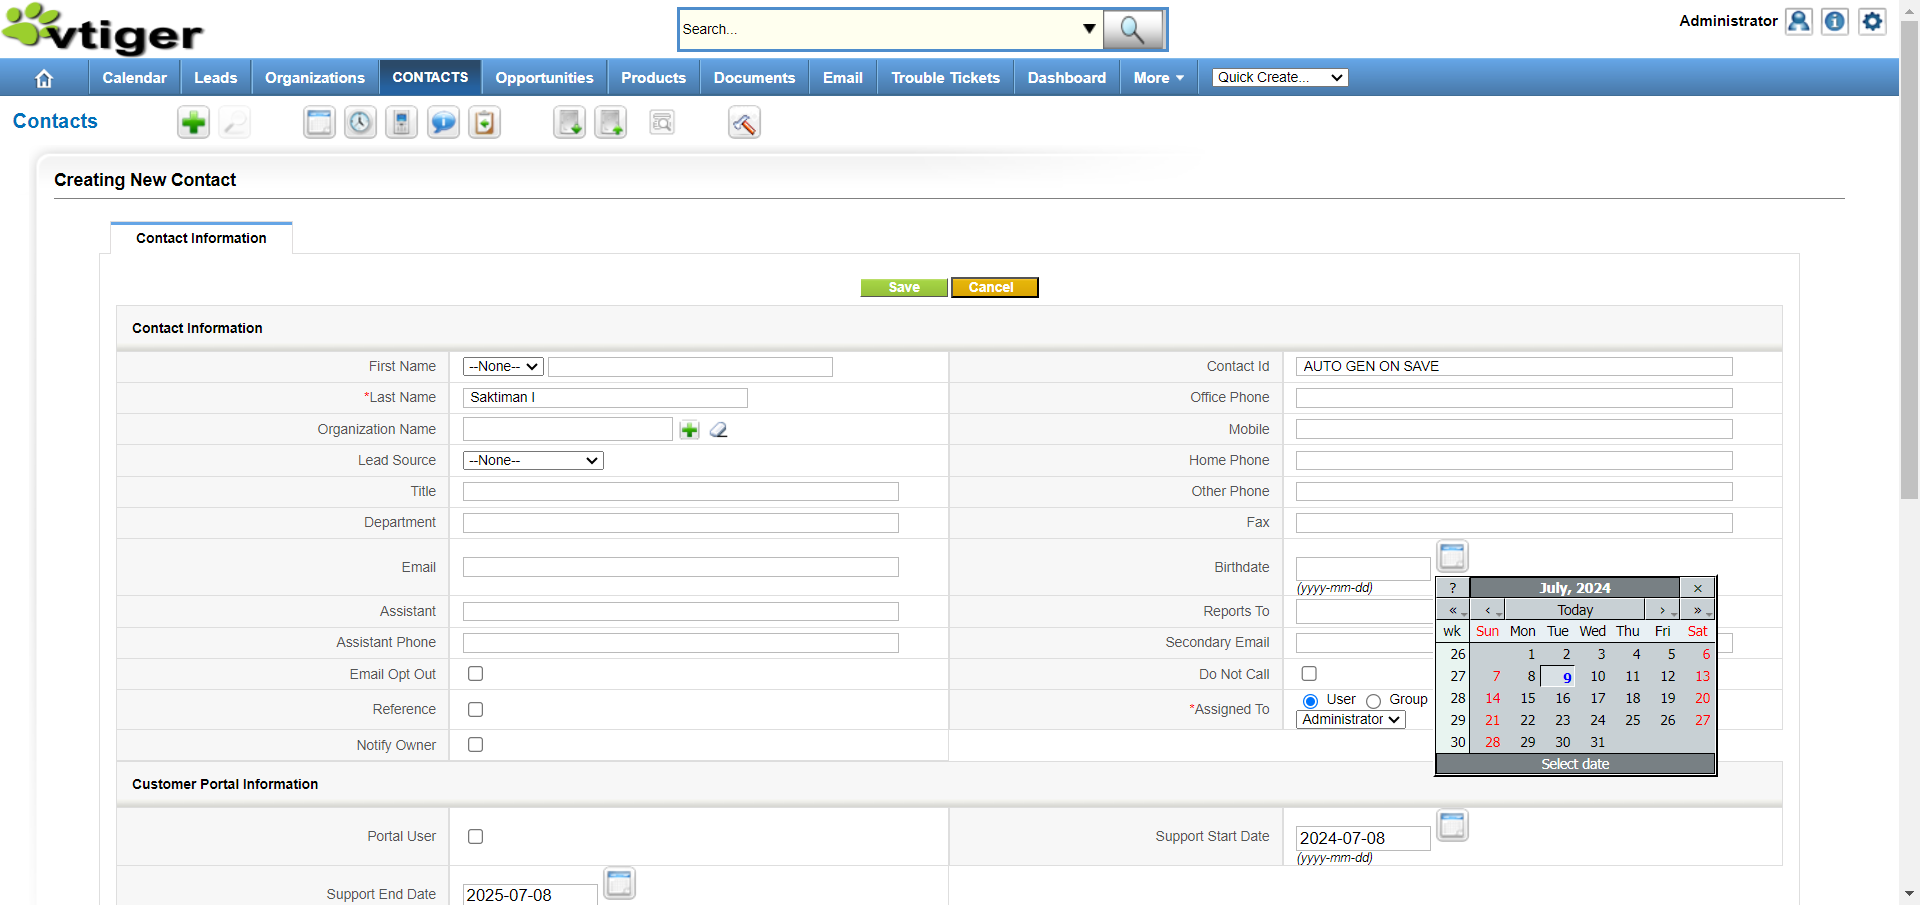 vtiger
Search...
Administrator
Calendar Leads Organizations CONTACTS Opportunities Products Documents Email Trouble Tickets Dashboard More Quick Create...
Contacts
Creating New Contact
Contact Information
Save Cancel
Contact Information
First Name --None-- Contact Id AUTO GEN ON SAVE
*Last Name Saktiman I Office Phone
Organization Name Mobile
Lead Source --None-- Home Phone
Title Other Phone
Department Fax
Email Birthdate
(yyyy-mm-dd)
Assistant Reports To
Assistant Phone Secondary Email
Email Opt Out Do Not Call
Reference *Assigned To User Group
Administrator
Notify Owner
? July, 2024 ×
« ‹ Today › »
wk Sun Mon Tue Wed Thu Fri Sat
26 1 2 3 4 5 6
27 7 8 9 10 11 12 13
28 14 15 16 17 18 19 20
29 21 22 23 24 25 26 27
30 28 29 30 31
Select date
Customer Portal Information
Portal User Support Start Date 2024-07-08
(yyyy-mm-dd)
Support End Date 2025-07-08